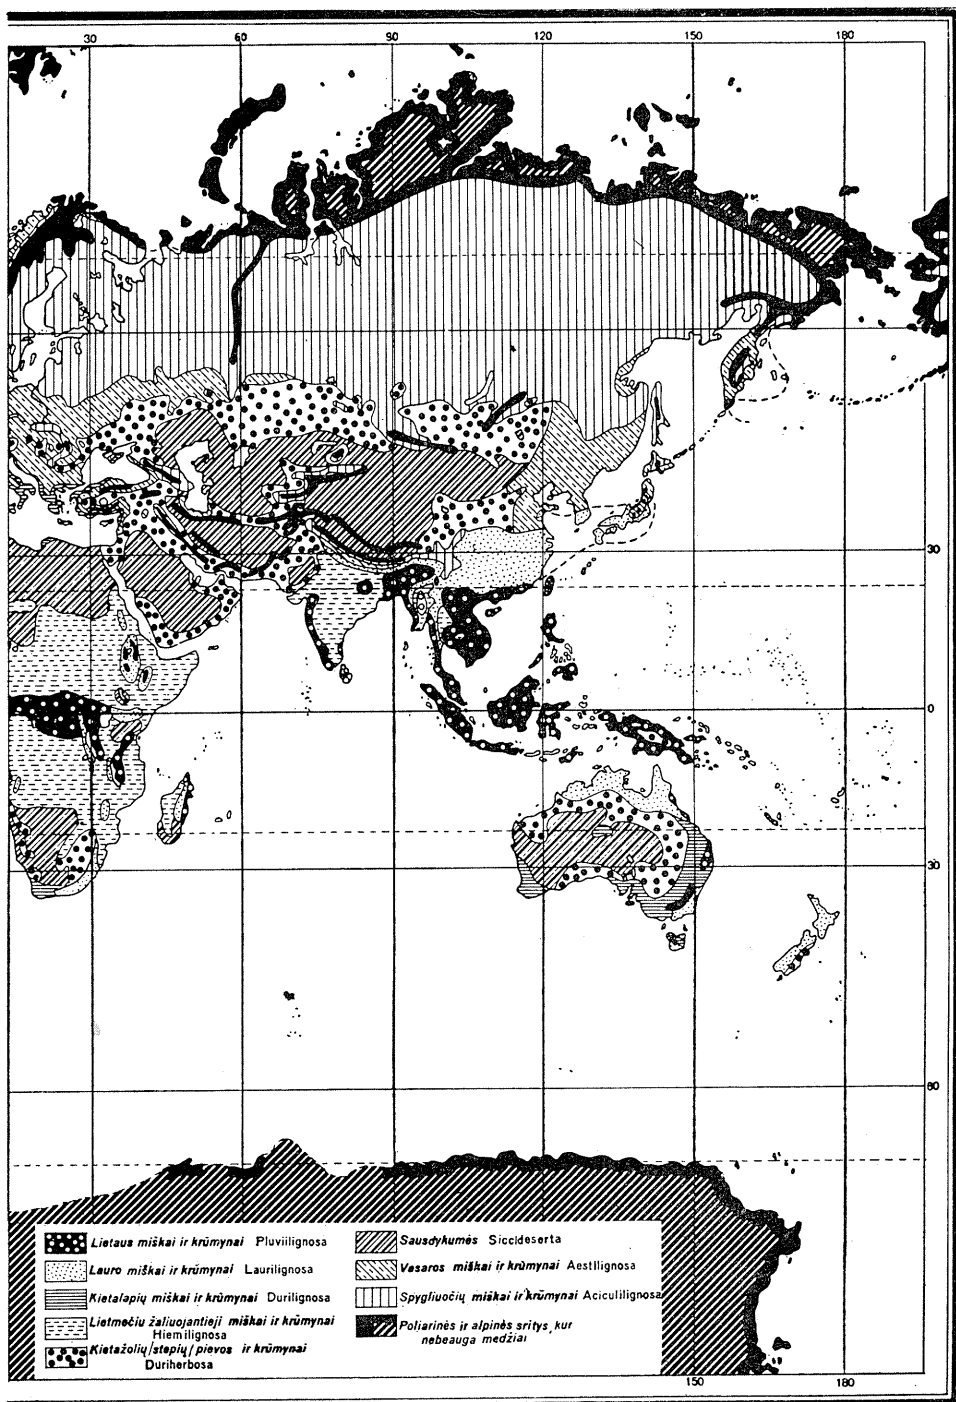 30 60 90 120 150 180
30
0
30
60
Lietaus miškai ir krūmynai Pluviilignosa
Lauro miškai ir krūmynai Laurilignosa
Kietalapių miškai ir krūmynai Durilignosa
Lietmečiu žaliuojantieji miškai ir krūmynai
Hiemilignosa
Kietažolių/stepių/pievos ir krūmynai
Duriherbosa
Sausdykumės Siccideserta
Vasaros miškai ir krūmynai Aestilignosa
Spygliuočių miškai ir krūmynai Aciculilignosa
Poliarinės ir alpinės sritys, kur
nebeauga medžiai
150 180